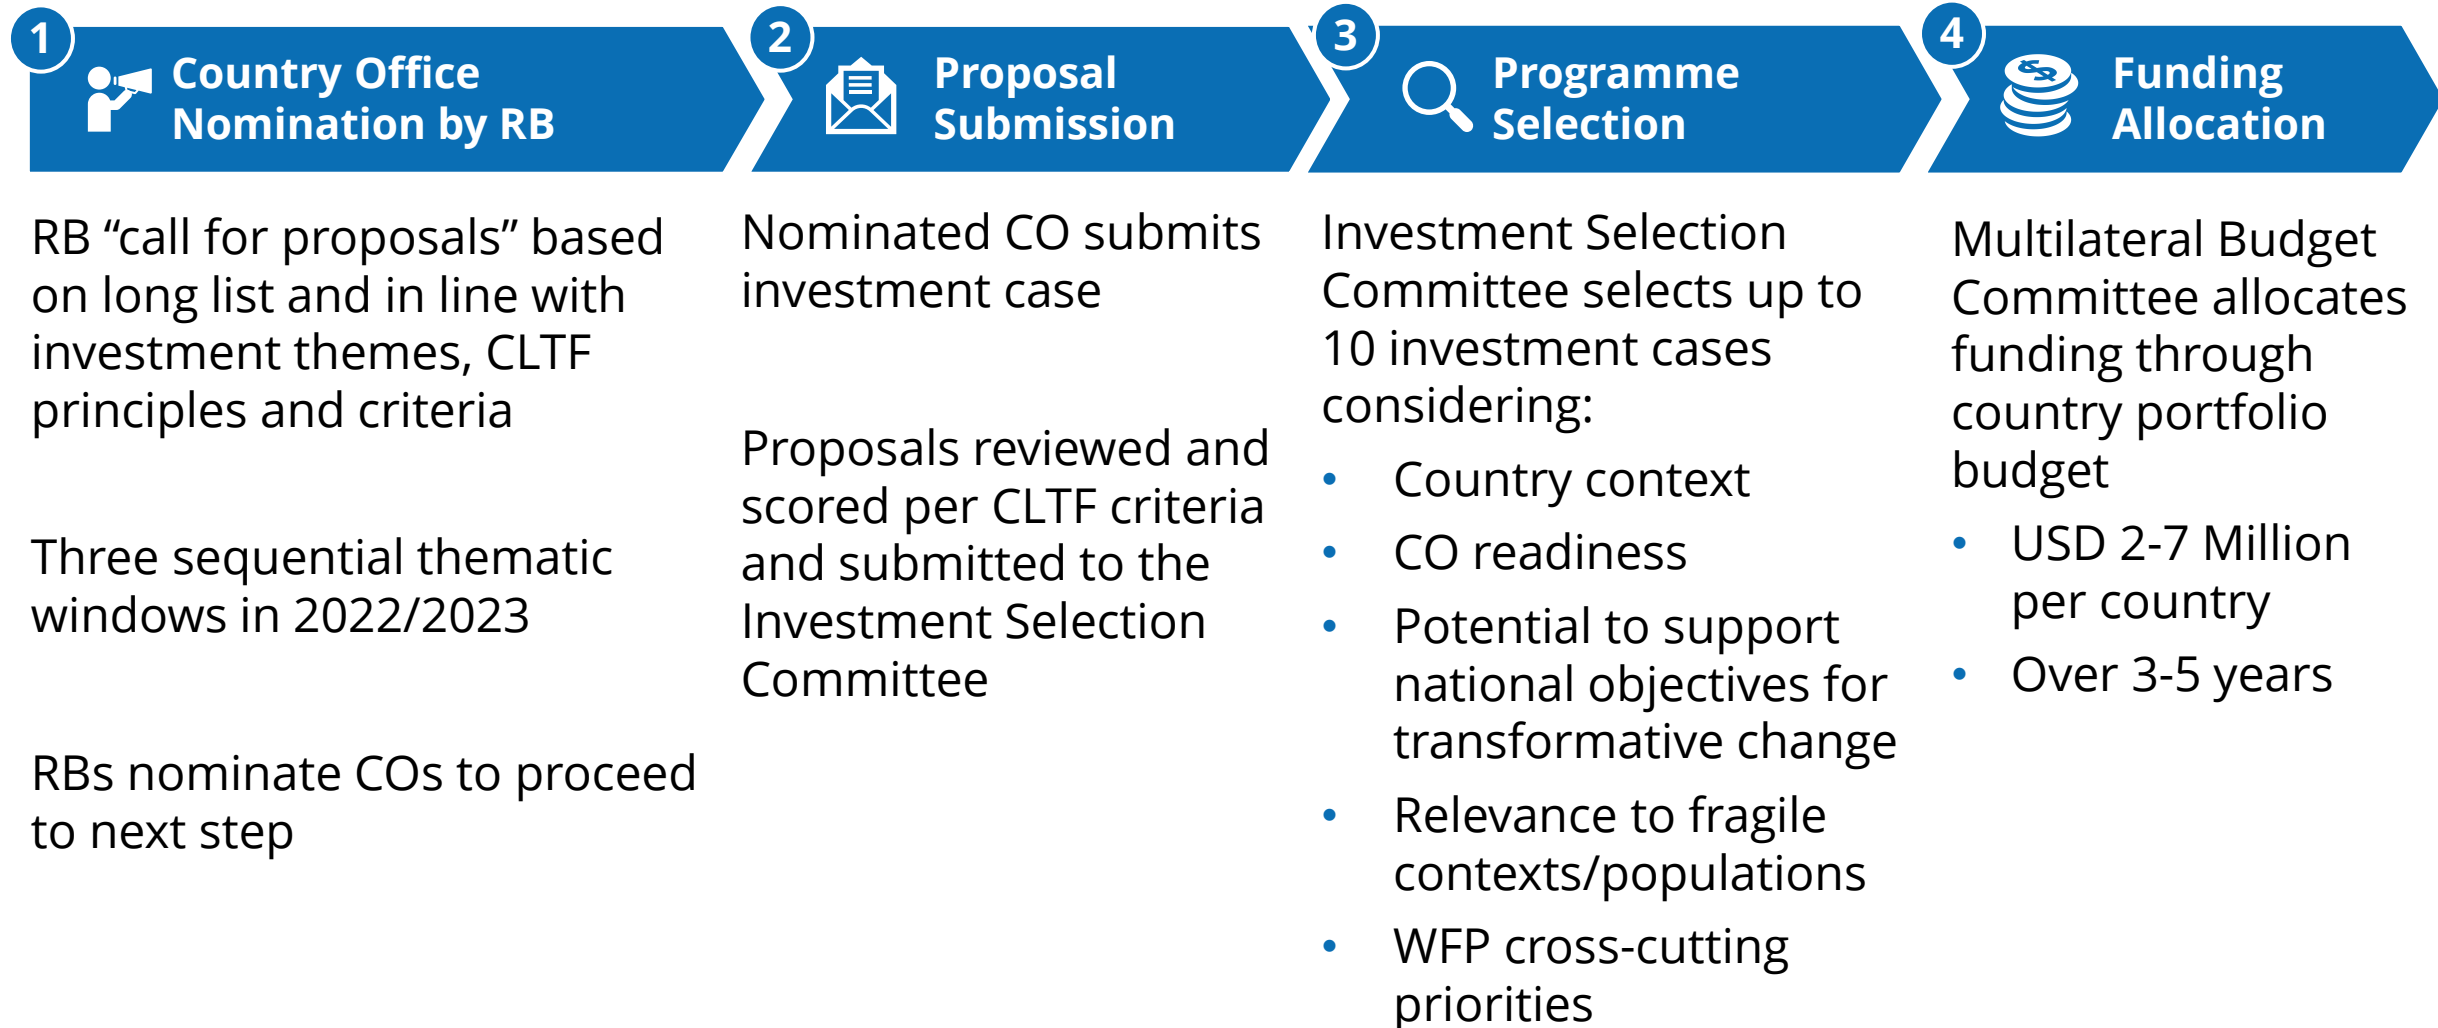 1
Country Office
Nomination by RB
RB “call for proposals” based
on long list and in line with
investment themes, CLTF
principles and criteria
Three sequential thematic
windows in 2022/2023
RBs nominate COs to proceed
to next step
2
Proposal
Submission
Nominated CO submits
investment case
Proposals reviewed and
scored per CLTF criteria
and submitted to the
Investment Selection
Committee
3
Programme
Selection
Investment Selection
Committee selects up to
10 investment cases
considering:
• Country context
• CO readiness
• Potential to support
national objectives for
transformative change
• Relevance to fragile
contexts/populations
• WFP cross-cutting
priorities
4
Funding
Allocation
Multilateral Budget
Committee allocates
funding through
country portfolio
budget
• USD 2-7 Million
per country
• Over 3-5 years